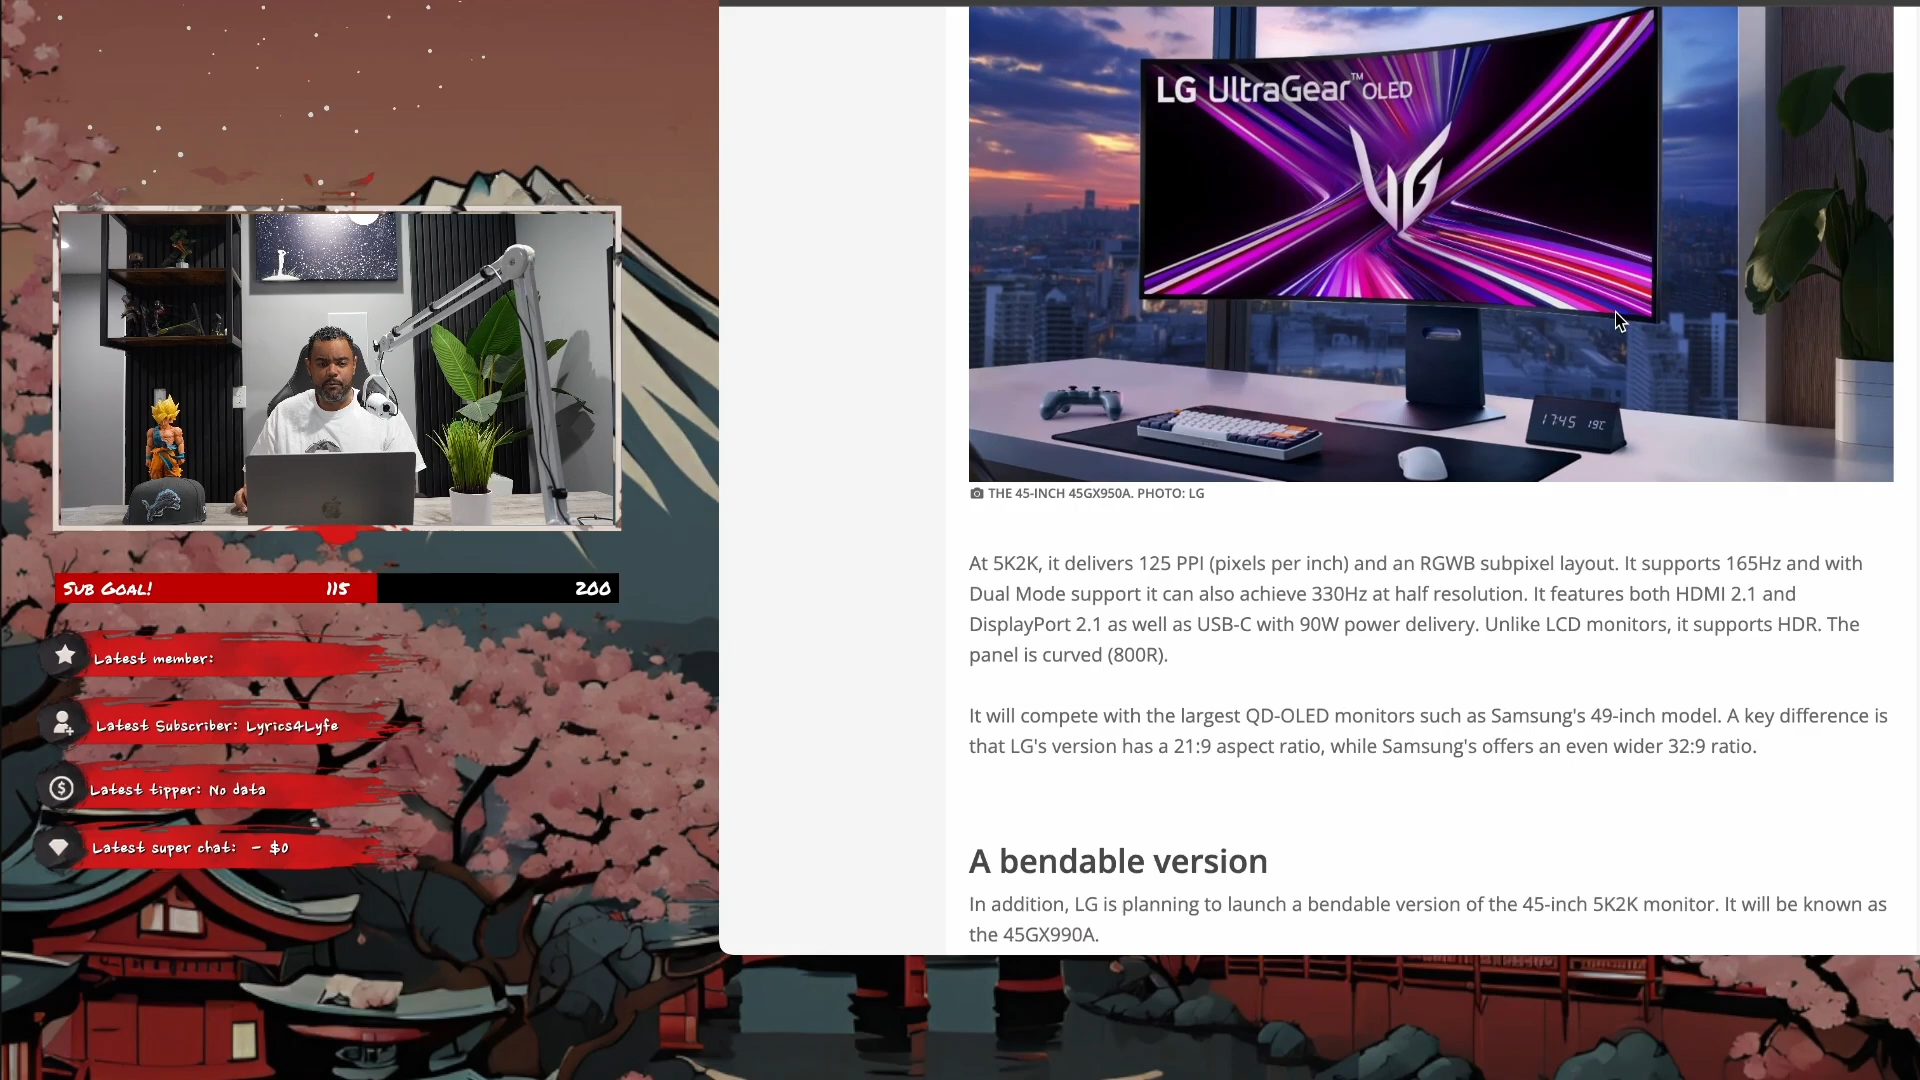 LG UltraGear™ OLED
17:45 19C
THE 45-INCH 45GX950A. PHOTO: LG
At 5K2K, it delivers 125 PPI (pixels per inch) and an RGWB subpixel layout. It supports 165Hz and with
Dual Mode support it can also achieve 330Hz at half resolution. It features both HDMI 2.1 and
DisplayPort 2.1 as well as USB-C with 90W power delivery. Unlike LCD monitors, it supports HDR. The
panel is curved (800R).
It will compete with the largest QD-OLED monitors such as Samsung's 49-inch model. A key difference is
that LG's version has a 21:9 aspect ratio, while Samsung's offers an even wider 32:9 ratio.
A bendable version
In addition, LG is planning to launch a bendable version of the 45-inch 5K2K monitor. It will be known as
the 45GX990A.
Sub Goal! 115 200
Latest member:
Latest Subscriber: Lyrics4Lyfe
Latest tipper: No data
Latest super chat: - $0